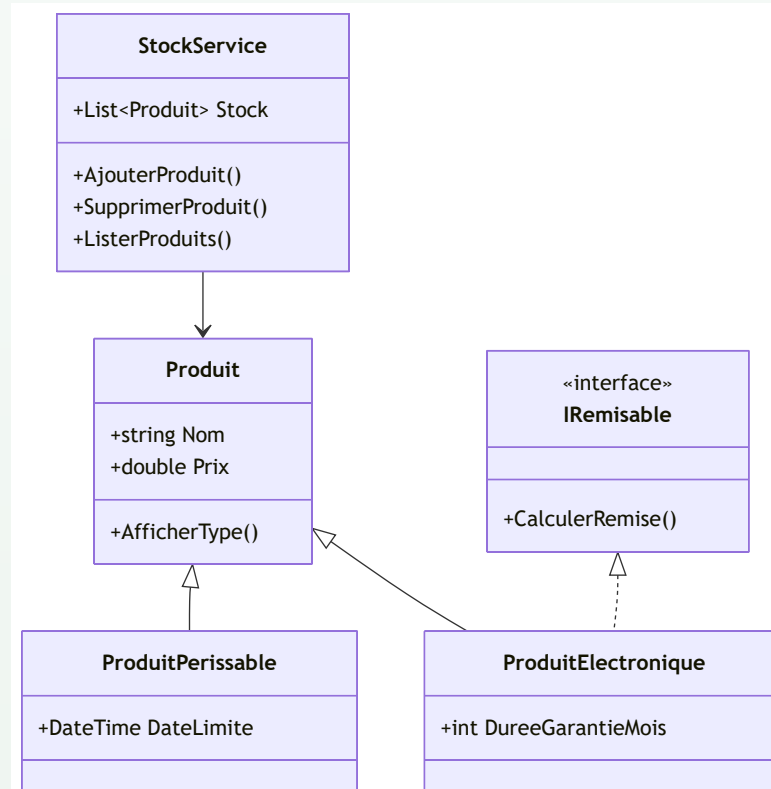 StockService
+List<Produit> Stock
+AjouterProduit()
+SupprimerProduit()
+ListerProduits()
Produit
+string Nom
+double Prix
+AfficherType()
«interface»
IRemisable
+CalculerRemise()
ProduitPerissable
+DateTime DateLimite
ProduitElectronique
+int DureeGarantieMois